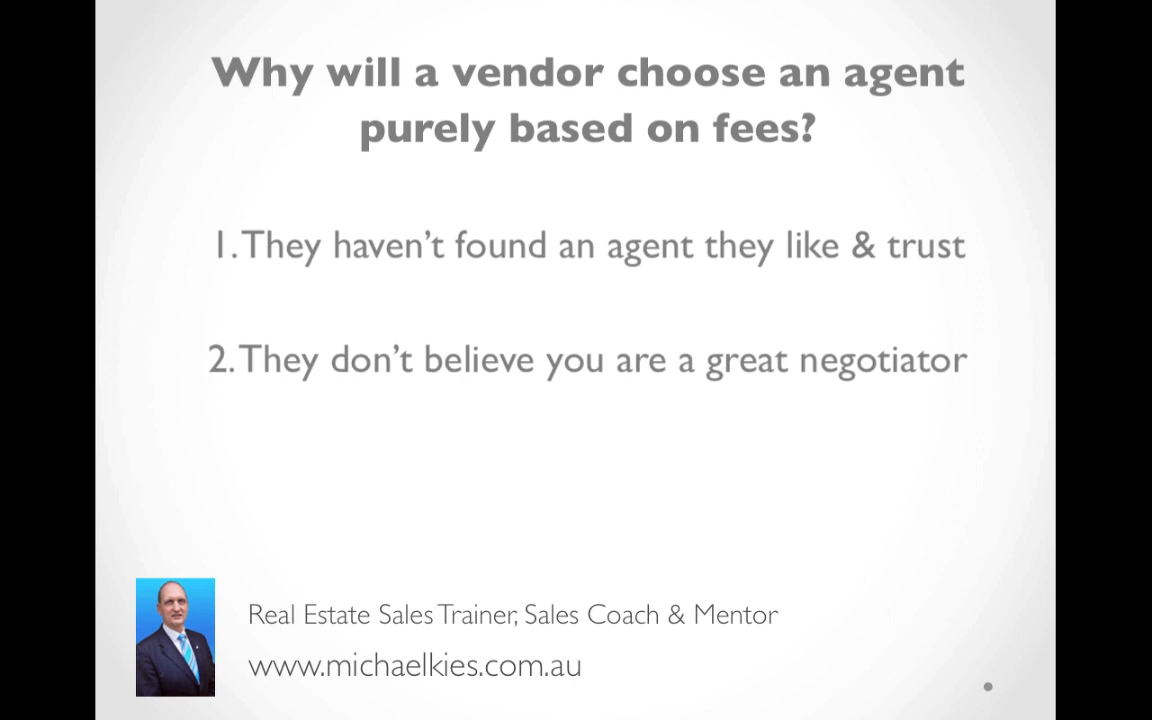 Why will a vendor choose an agent
purely based on fees?
1. They haven't found an agent they like & trust
2. They don't believe you are a great negotiator
Real Estate Sales Trainer, Sales Coach & Mentor
www.michaelkies.com.au